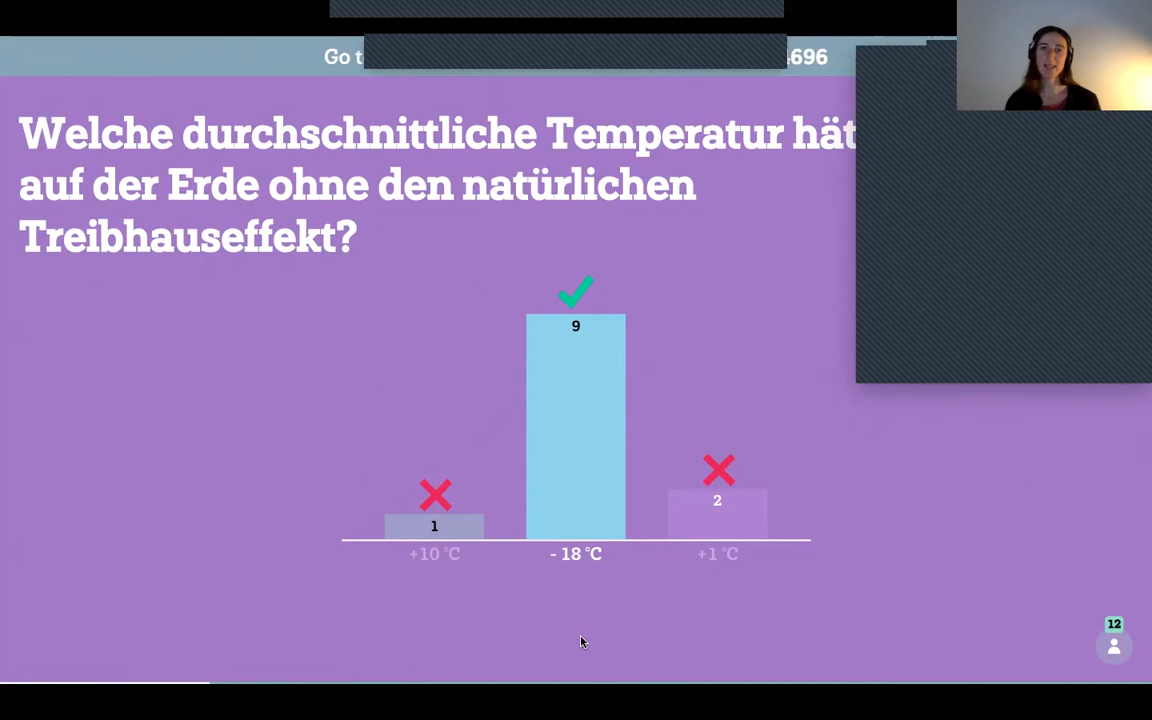 Go
696
Welche durchschnittliche Temperatur
auf der Erde ohne den natürlichen
Treibhauseffekt?
9
1
2
+10 °C
- 18 °C
+1 °C
12